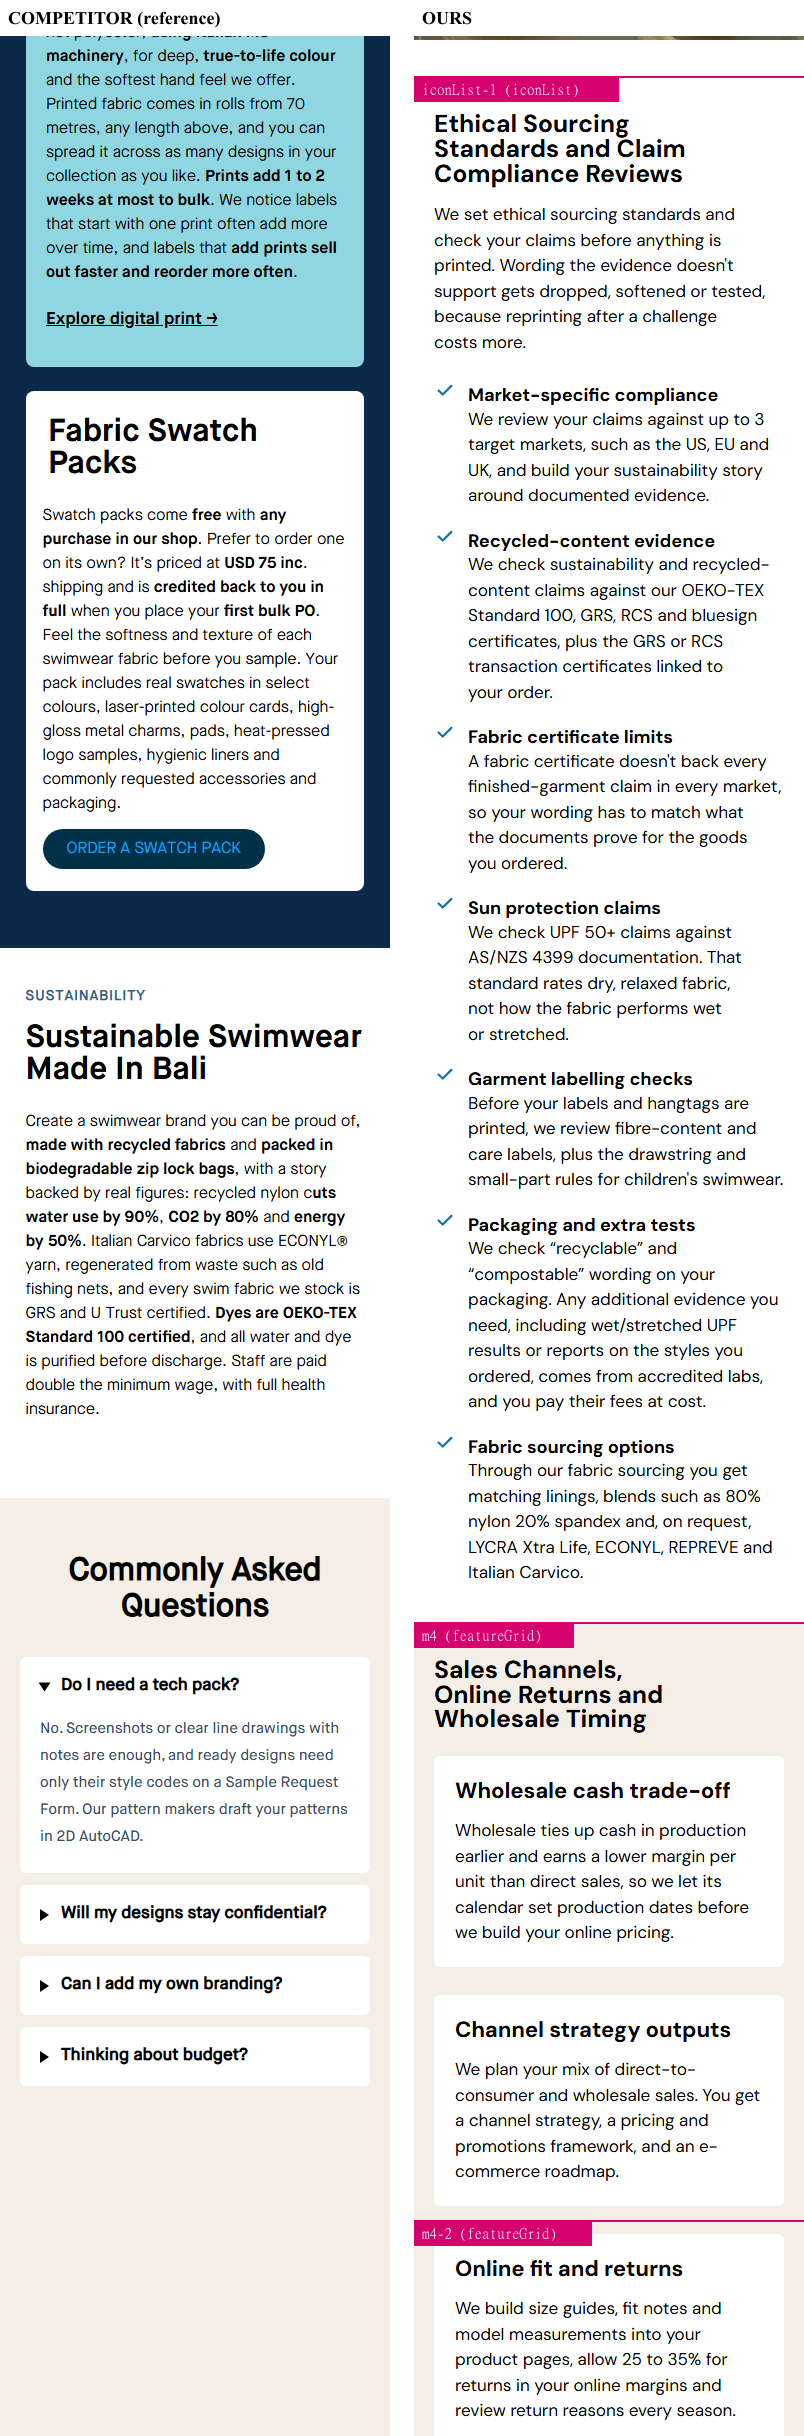 COMPETITOR (reference)
machinery, for deep, true-to-life colour
and the softest hand feel we offer.
Printed fabric comes in rolls from 70
metres, any length above, and you can
spread it across as many designs in your
collection as you like. Prints add 1 to 2
weeks at most to bulk. We notice labels
that start with one print often add more
over time, and labels that add prints sell
out faster and reorder more often.
Explore digital print →
Fabric Swatch
Packs
Swatch packs come free with any
purchase in our shop. Prefer to order one
on its own? It's priced at USD 75 inc.
shipping and is credited back to you in
full when you place your first bulk PO.
Feel the softness and texture of each
swimwear fabric before you sample. Your
pack includes real swatches in select
colours, laser-printed colour cards, high-
gloss metal charms, pads, heat-pressed
logo samples, hygienic liners and
commonly requested accessories and
packaging.
ORDER A SWATCH PACK
SUSTAINABILITY
Sustainable Swimwear
Made In Bali
Create a swimwear brand you can be proud of,
made with recycled fabrics and packed in
biodegradable zip lock bags, with a story
backed by real figures: recycled nylon cuts
water use by 90%, CO2 by 80% and energy
by 50%. Italian Carvico fabrics use ECONYL®
yarn, regenerated from waste such as old
fishing nets, and every swim fabric we stock is
GRS and U Trust certified. Dyes are OEKO-TEX
Standard 100 certified, and all water and dye
is purified before discharge. Staff are paid
double the minimum wage, with full health
insurance.
Commonly Asked
Questions
Do I need a tech pack?
No. Screenshots or clear line drawings with
notes are enough, and ready designs need
only their style codes on a Sample Request
Form. Our pattern makers draft your patterns
in 2D AutoCAD.
Will my designs stay confidential?
Can I add my own branding?
Thinking about budget?
OURS
iconList-1 (iconList)
Ethical Sourcing
Standards and Claim
Compliance Reviews
We set ethical sourcing standards and
check your claims before anything is
printed. Wording the evidence doesn't
support gets dropped, softened or tested,
because reprinting after a challenge
costs more.
Market-specific compliance
We review your claims against up to 3
target markets, such as the US, EU and
UK, and build your sustainability story
around documented evidence.
Recycled-content evidence
We check sustainability and recycled-
content claims against our OEKO-TEX
Standard 100, GRS, RCS and bluesign
certificates, plus the GRS or RCS
transaction certificates linked to
your order.
Fabric certificate limits
A fabric certificate doesn't back every
finished-garment claim in every market,
so your wording has to match what
the documents prove for the goods
you ordered.
Sun protection claims
We check UPF 50+ claims against
AS/NZS 4399 documentation. That
standard rates dry, relaxed fabric,
not how the fabric performs wet
or stretched.
Garment labelling checks
Before your labels and hangtags are
printed, we review fibre-content and
care labels, plus the drawstring and
small-part rules for children's swimwear.
Packaging and extra tests
We check “recyclable” and
“compostable” wording on your
packaging. Any additional evidence you
need, including wet/stretched UPF
results or reports on the styles you
ordered, comes from accredited labs,
and you pay their fees at cost.
Fabric sourcing options
Through our fabric sourcing you get
matching linings, blends such as 80%
nylon 20% spandex and, on request,
LYCRA Xtra Life, ECONYL, REPREVE and
Italian Carvico.
m4 (featureGrid)
Sales Channels,
Online Returns and
Wholesale Timing
Wholesale cash trade-off
Wholesale ties up cash in production
earlier and earns a lower margin per
unit than direct sales, so we let its
calendar set production dates before
we build your online pricing.
Channel strategy outputs
We plan your mix of direct-to-
consumer and wholesale sales. You get
a channel strategy, a pricing and
promotions framework, and an e-
commerce roadmap.
m4-2 (featureGrid)
Online fit and returns
We build size guides, fit notes and
model measurements into your
product pages, allow 25 to 35% for
returns in your online margins and
review return reasons every season.